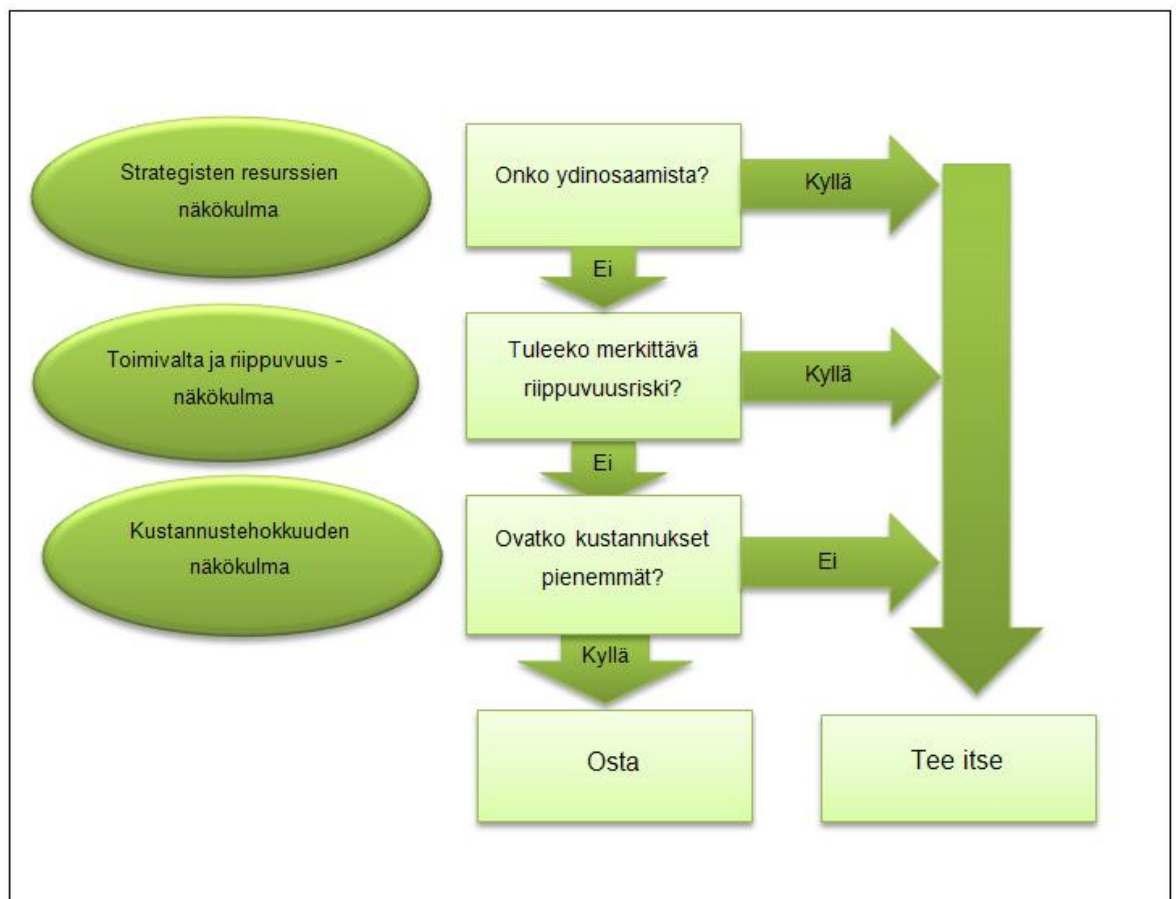 Strategisten resurssien
näkökulma
Onko ydinosaamista?
Kyllä
Ei
Toimivalta ja riippuvuus -
näkökulma
Tuleeko merkittävä
riippuvuusriski?
Kyllä
Ei
Kustannustehokkuuden
näkökulma
Ovatko kustannukset
pienemmät?
Ei
Kyllä
Osta
Tee itse